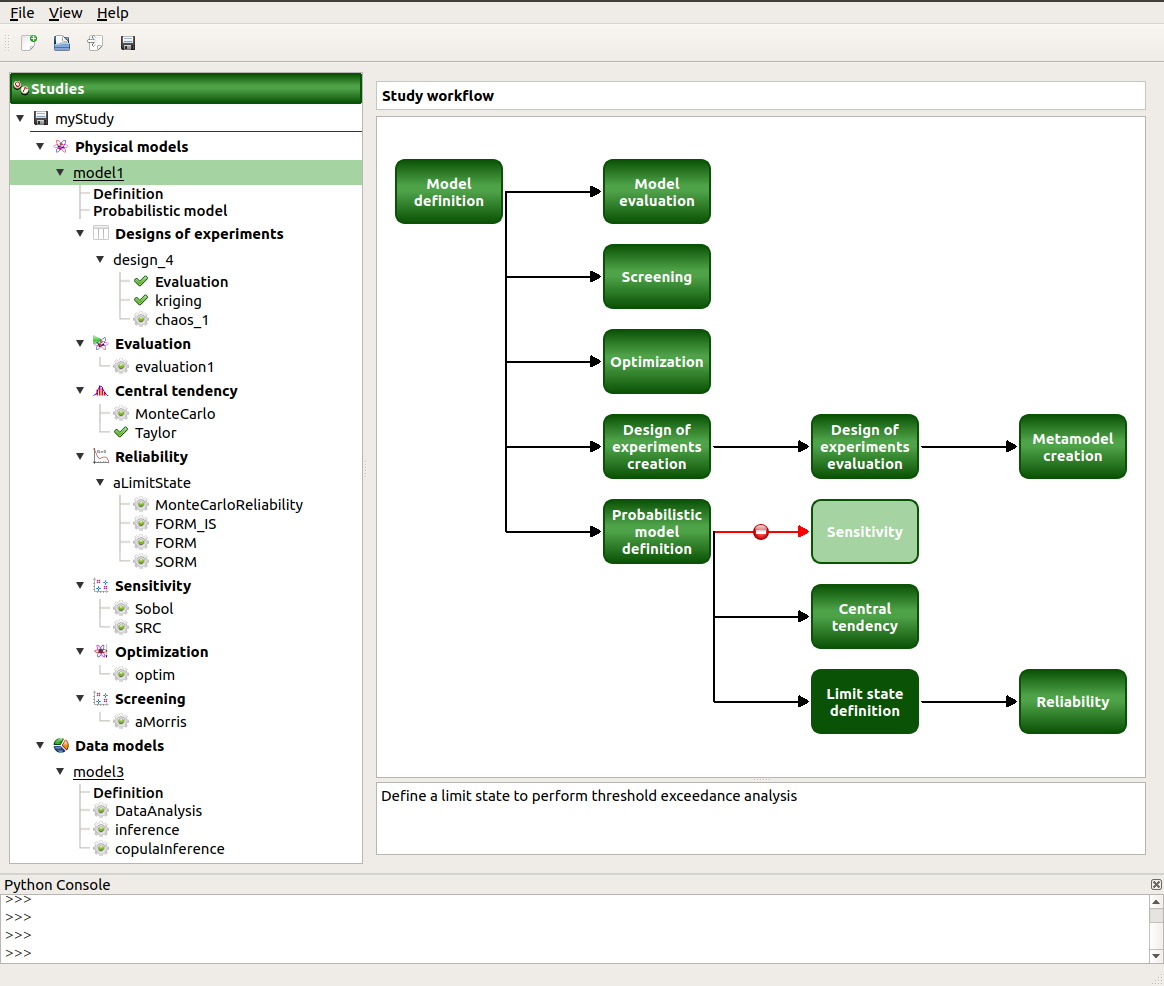 File View Help
Studies
myStudy
Physical models
model1
Definition
Probabilistic model
Designs of experiments
design_4
Evaluation
kriging
chaos_1
Evaluation
evaluation1
Central tendency
MonteCarlo
Taylor
Reliability
aLimitState
MonteCarloReliability
FORM_IS
FORM
SORM
Sensitivity
Sobol
SRC
Optimization
optim
Screening
aMorris
Data models
model3
Definition
DataAnalysis
inference
copulaInference
Study workflow
Model
definition
Model
evaluation
Screening
Optimization
Design of
experiments
creation
Design of
experiments
evaluation
Metamodel
creation
Probabilistic
model
definition
Sensitivity
Central
tendency
Limit state
definition
Reliability
Define a limit state to perform threshold exceedance analysis
Python Console
>>>
>>>
>>>
>>>